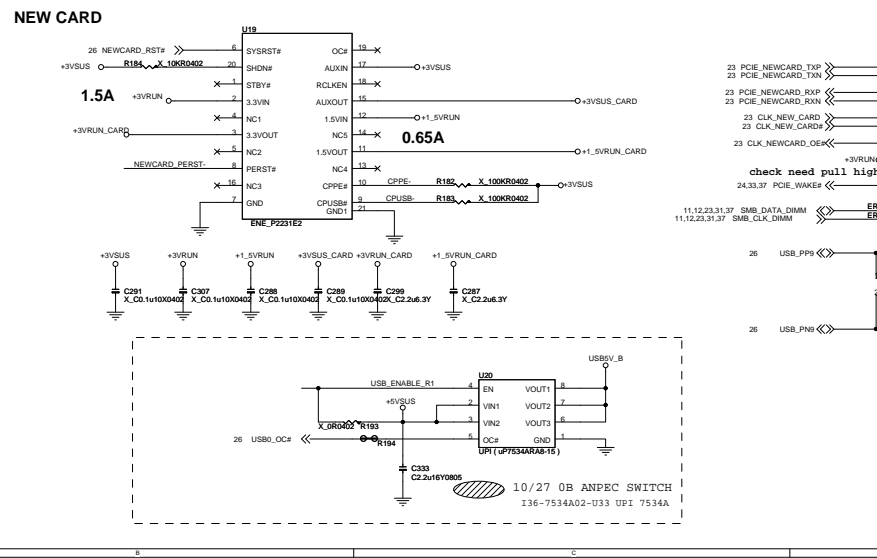 NEW CARD
U19
26 NEWCARD_RST#
6 SYSRST#
OC# 19
+3VSUS R184 X_10KR0402
20 SHDN#
AUXIN 17 +3VSUS
1 STBY#
RCLKEN 18
1.5A
+3VRUN
2 3.3VIN
AUXOUT 15 +3VSUS_CARD
4 NC1
1.5VIN 12 +1_5VRUN
+3VRUN_CARD
3 3.3VOUT
NC5 14
0.65A
5 NC2
1.5VOUT 11 +1_5VRUN_CARD
NEWCARD_PERST-
8 PERST#
NC4 13
16 NC3
CPPE# 10 CPPE- R182 X_100KR0402 +3VSUS
7 GND
CPUSB# 9 CPUSB- R183 X_100KR0402
GND1 21
ENE_P2231E2
23 PCIE_NEWCARD_TXP
23 PCIE_NEWCARD_TXN
23 PCIE_NEWCARD_RXP
23 PCIE_NEWCARD_RXN
23 CLK_NEW_CARD
23 CLK_NEW_CARD#
23 CLK_NEWCARD_OE#
+3VRUN
check need pull high
24,33,37 PCIE_WAKE#
11,12,23,31,37 SMB_DATA_DIMM ER
11,12,23,31,37 SMB_CLK_DIMM ER
26 USB_PP9
26 USB_PN9
+3VSUS +3VRUN +1_5VRUN +3VSUS_CARD +3VRUN_CARD +1_5VRUN_CARD
C291 C307 C288 C289 C299 C287
X_C0.1u10X0402 X_C0.1u10X0402 X_C0.1u10X0402 X_C0.1u10X0402 X_C2.2u6.3Y X_C2.2u6.3Y
USB5V_B
U20
USB_ENABLE_R1
4 EN
VOUT1 8
+5VSUS
2 VIN1
VOUT2 7
3 VIN2
VOUT3 6
X_0R0402 R193
26 USB0_OC#
R194
5 OC#
GND 1
UPI ( uP7534ARA8-15 )
C333
C2.2u16Y0805
10/27 0B ANPEC SWITCH
I36-7534A02-U33 UPI 7534A
B
C